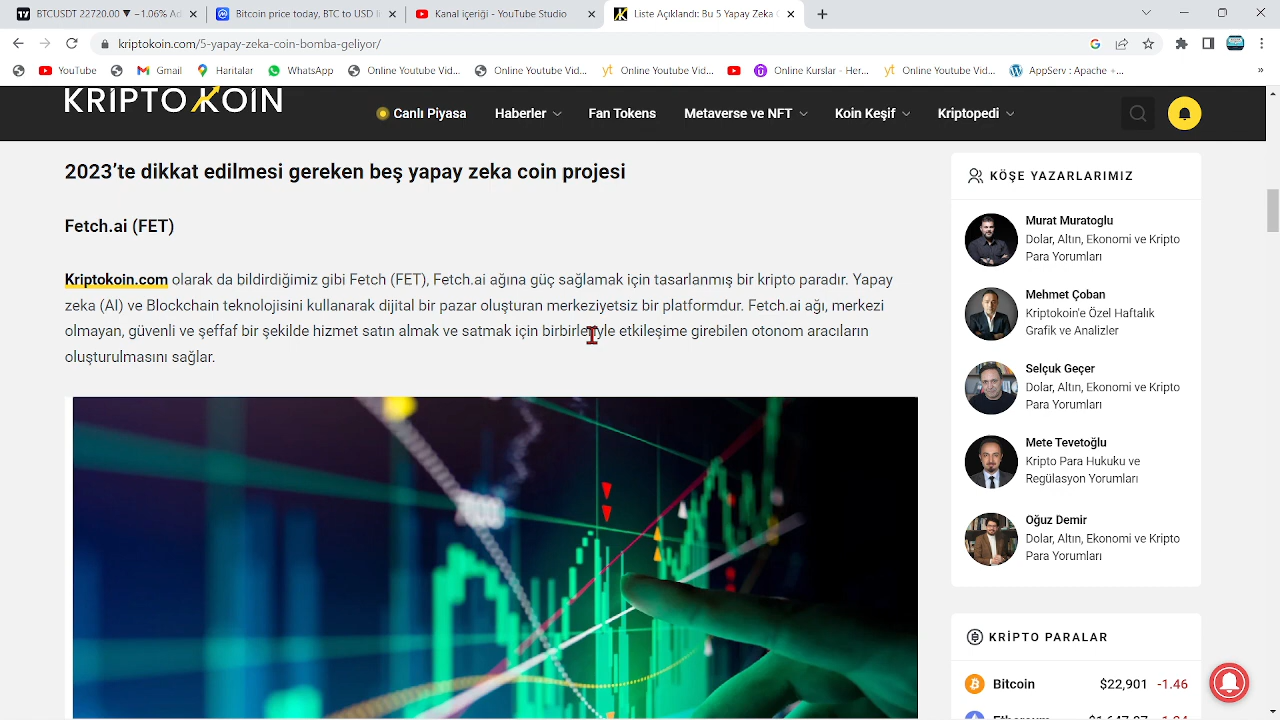 BTCUSDT 22720.00 ▼ −1.06% Ad
Bitcoin price today, BTC to USD li
Kanal içeriği - YouTube Studio
Liste Açıklandı: Bu 5 Yapay Zeka C
kriptokoin.com/5-yapay-zeka-coin-bomba-geliyor/
YouTube
Gmail
Haritalar
WhatsApp
Online Youtube Vid...
Online Youtube Vid...
Online Youtube Vid...
Online Kurslar - Her...
Online Youtube Vid...
AppServ : Apache +...
KRIPTOKOIN
Canlı Piyasa
Haberler
Fan Tokens
Metaverse ve NFT
Koin Keşif
Kriptopedi
2023’te dikkat edilmesi gereken beş yapay zeka coin projesi
Fetch.ai (FET)
Kriptokoin.com olarak da bildirdiğimiz gibi Fetch (FET), Fetch.ai ağına güç sağlamak için tasarlanmış bir kripto paradır. Yapay
zeka (AI) ve Blockchain teknolojisini kullanarak dijital bir pazar oluşturan merkeziyetsiz bir platformdur. Fetch.ai ağı, merkezi
olmayan, güvenli ve şeffaf bir şekilde hizmet satın almak ve satmak için birbirleriyle etkileşime girebilen otonom aracıların
oluşturulmasını sağlar.
KÖŞE YAZARLARIMIZ
Murat Muratoglu
Dolar, Altın, Ekonomi ve Kripto
Para Yorumları
Mehmet Çoban
Kriptokoin'e Özel Haftalık
Grafik ve Analizler
Selçuk Geçer
Dolar, Altın, Ekonomi ve Kripto
Para Yorumları
Mete Tevetoğlu
Kripto Para Hukuku ve
Regülasyon Yorumları
Oğuz Demir
Dolar, Altın, Ekonomi ve Kripto
Para Yorumları
KRİPTO PARALAR
Bitcoin $22,901 -1.46